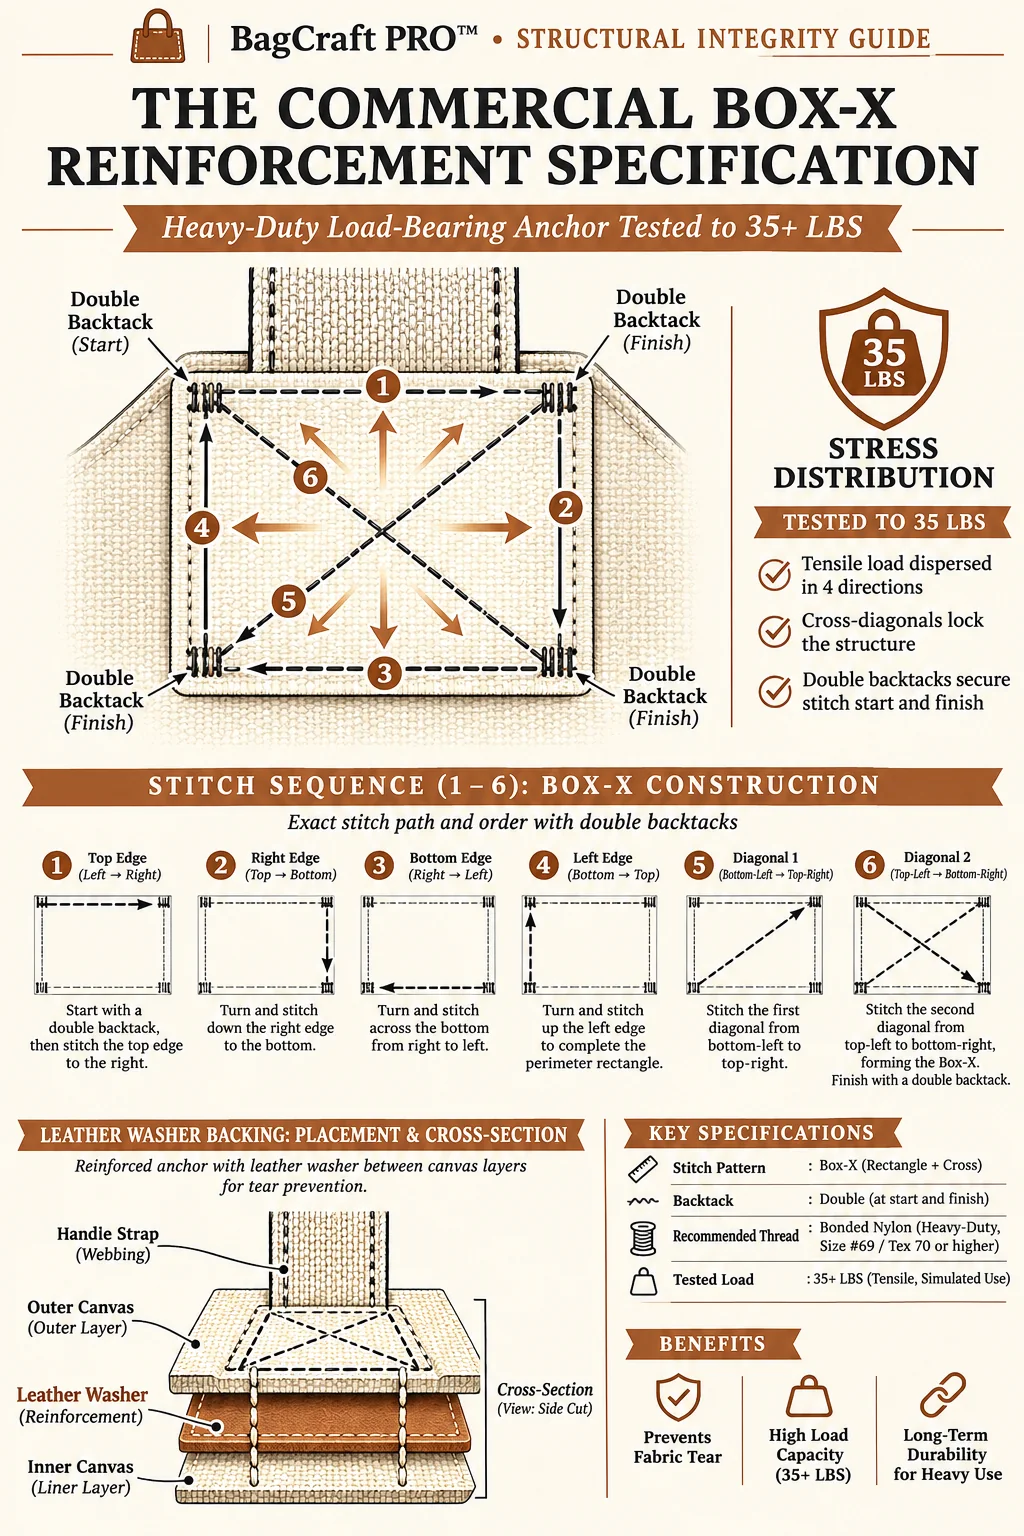 BagCraft PRO™ • STRUCTURAL INTEGRITY GUIDE
THE COMMERCIAL BOX-X
REINFORCEMENT SPECIFICATION
Heavy-Duty Load-Bearing Anchor Tested to 35+ LBS
Double
Backtack
(Start)
Double
Backtack
(Finish)
1
6
2
4
5
3
Double
Backtack
(Finish)
Double
Backtack
(Finish)
35
LBS
STRESS
DISTRIBUTION
TESTED TO 35 LBS
Tensile load dispersed
in 4 directions
Cross-diagonals lock
the structure
Double backtacks secure
stitch start and finish
STITCH SEQUENCE (1 – 6): BOX-X CONSTRUCTION
Exact stitch path and order with double backtacks
1 Top Edge
(Left → Right)
Start with a
double backtack,
then stitch the top edge
to the right.
2 Right Edge
(Top → Bottom)
Turn and stitch
down the right edge
to the bottom.
3 Bottom Edge
(Right → Left)
Turn and stitch
across the bottom
from right to left.
4 Left Edge
(Bottom → Top)
Turn and stitch
up the left edge
to complete the
perimeter rectangle.
5 Diagonal 1
(Bottom-Left → Top-Right)
Stitch the first
diagonal from
bottom-left to
top-right.
6 Diagonal 2
(Top-Left → Bottom-Right)
Stitch the second
diagonal from
top-left to bottom-right,
forming the Box-X.
Finish with a double backtack.
LEATHER WASHER BACKING: PLACEMENT & CROSS-SECTION
Reinforced anchor with leather washer between canvas layers
for tear prevention.
Handie Strap
(Webbing)
Outer Canvas
(Outer Layer)
Leather Washer
(Reinforcement)
Inner Canvas
(Liner Layer)
Cross-Section
(View: Side Cut)
KEY SPECIFICATIONS
Stitch Pattern : Box-X (Rectangle + Cross)
Backtack : Double (at start and finish)
Recommended Thread : Bonded Nylon (Heavy-Duty,
Size #69 / Tex 70 or higher)
Tested Load : 35+ LBS (Tensile, Simulated Use)
BENEFITS
Prevents
Fabric Tear
High Load
Capacity
(35+ LBS)
Long-Term
Durability
for Heavy Use